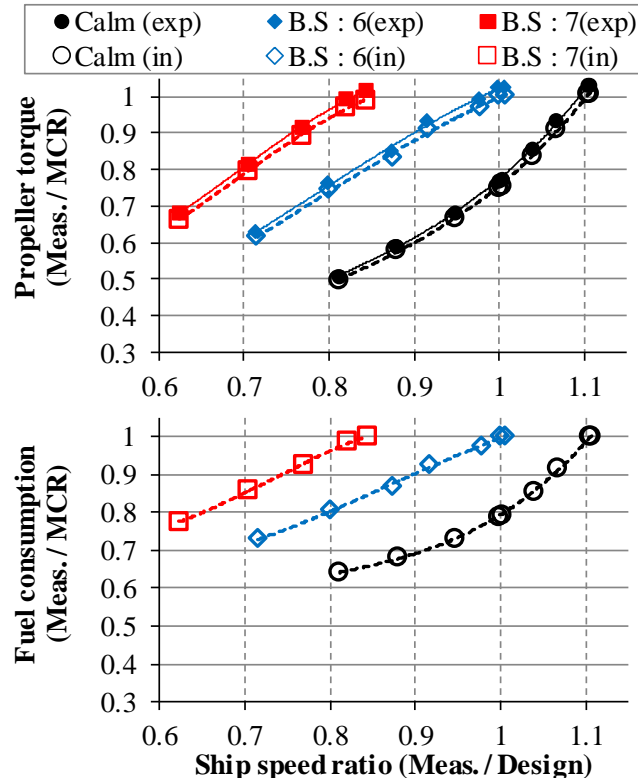 Calm (exp) B.S : 6(exp) B.S : 7(exp)
Calm (in) B.S : 6(in) B.S : 7(in)
Propeller torque
(Meas. / MCR)
1
0.9
0.8
0.7
0.6
0.5
0.4
0.3
0.6 0.7 0.8 0.9 1 1.1
Fuel consumption
(Meas. / MCR)
1
0.9
0.8
0.7
0.6
0.5
0.4
0.3
0.6 0.7 0.8 0.9 1 1.1
Ship speed ratio (Meas. / Design)